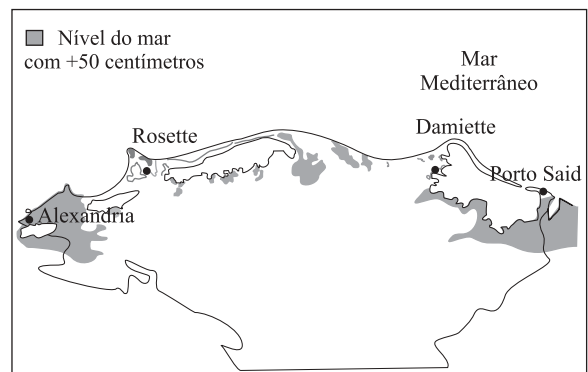 Nível do mar
com +50 centímetros
Mar
Mediterrâneo
Rosette
Damiette
Porto Said
Alexandria